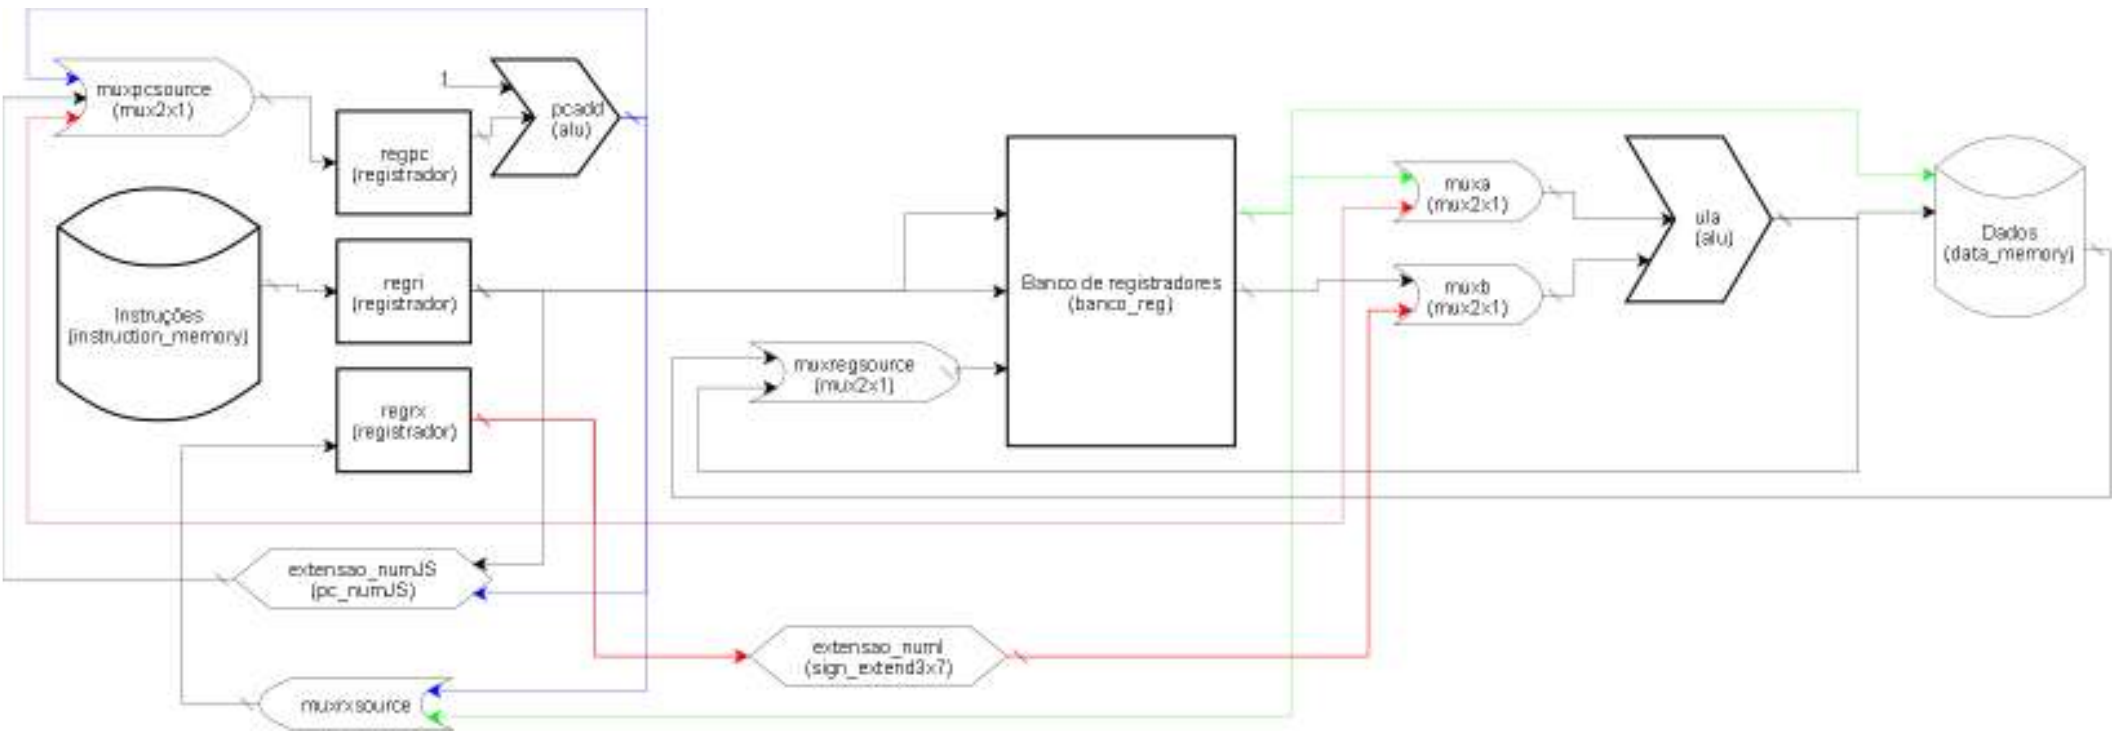 muxpcsource
(mux2x1)
1
pcadd
(alu)
regpc
(registrador)
Instruções
(instruction_memory)
regri
(registrador)
regrx
(registrador)
Banco de registradores
(banco_reg)
muxregsource
(mux2x1)
muxa
(mux2x1)
muxb
(mux2x1)
ula
(alu)
Dados
(data_memory)
extensao_numJS
(pc_numJS)
extensao_numI
(sign_extend3x7)
muxrxsource